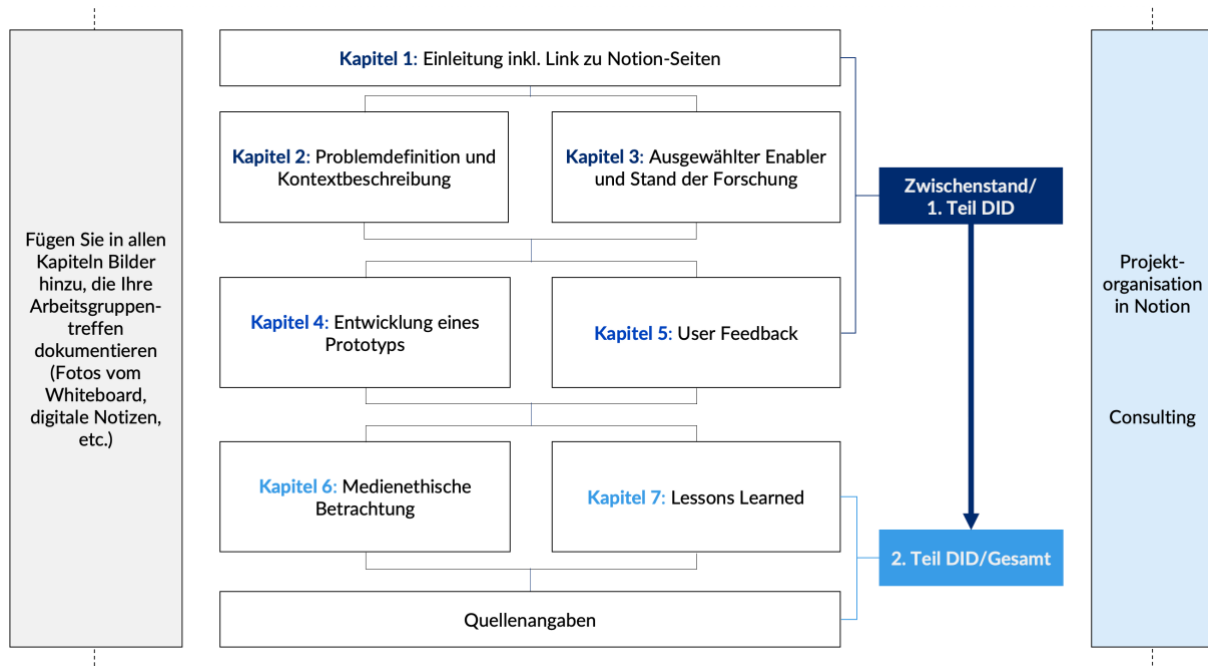 Fügen Sie in allen
Kapiteln Bilder
hinzu, die Ihre
Arbeitsgruppen-
treffen
dokumentieren
(Fotos vom
Whiteboard,
digitale Notizen,
etc.)
Kapitel 1: Einleitung inkl. Link zu Notion-Seiten
Kapitel 2: Problemdefinition und
Kontextbeschreibung
Kapitel 3: Ausgewählter Enabler
und Stand der Forschung
Kapitel 4: Entwicklung eines
Prototyps
Kapitel 5: User Feedback
Kapitel 6: Medienethische
Betrachtung
Kapitel 7: Lessons Learned
Quellenangaben
Zwischenstand/
1. Teil DID
2. Teil DID/Gesamt
Projekt-
organisation
in Notion
Consulting